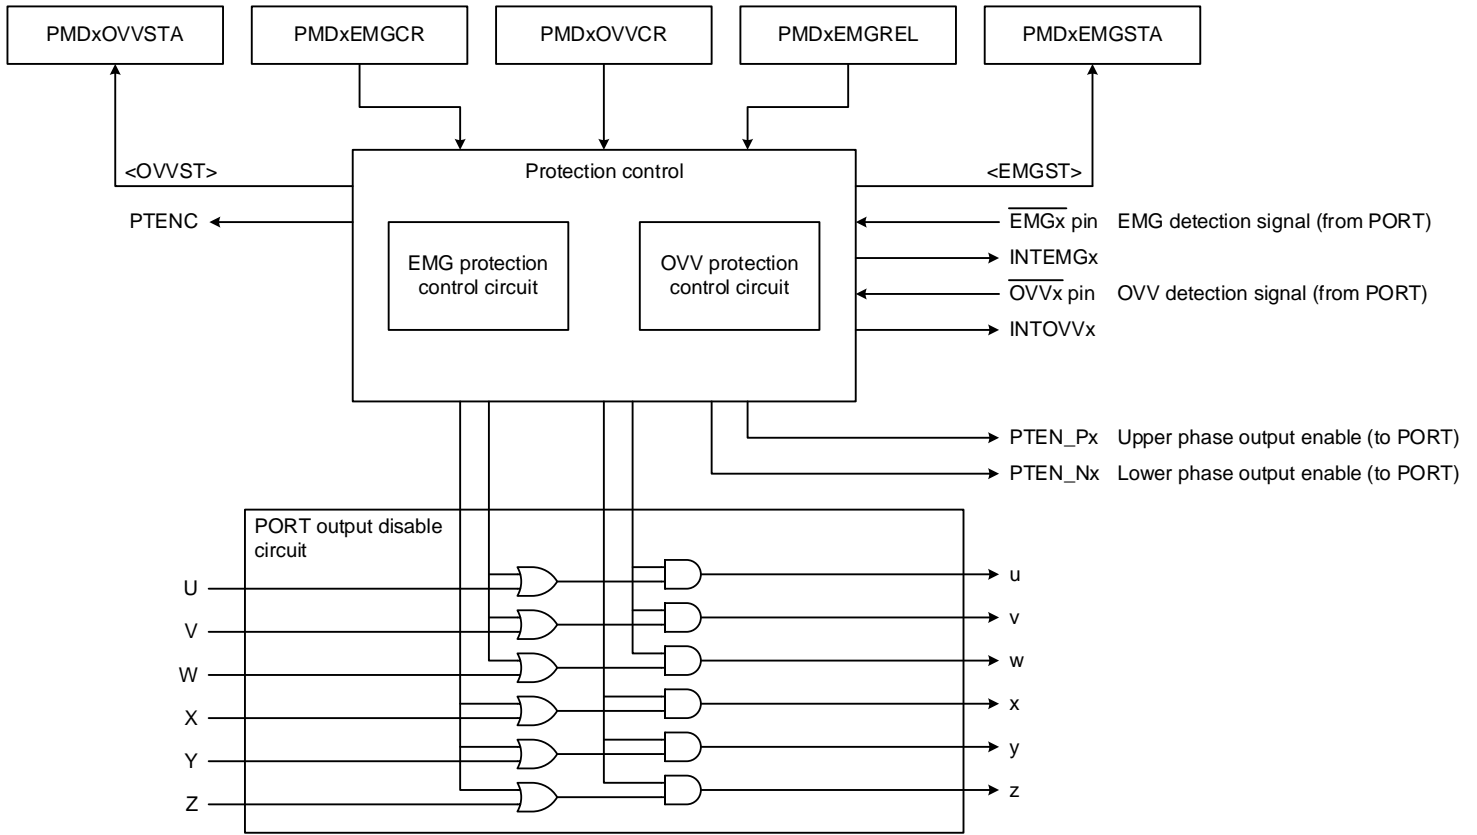 PMDxOVVSTA
PMDxEMGCR
PMDxOVVCR
PMDxEMGREL
PMDxEMGSTA
<OVVST>
Protection control
<EMGST>
PTENC
EMGx pin EMG detection signal (from PORT)
EMG protection
control circuit
OVV protection
control circuit
INTEMGx
OVVx pin OVV detection signal (from PORT)
INTOVVx
PTEN_Px Upper phase output enable (to PORT)
PTEN_Nx Lower phase output enable (to PORT)
PORT output disable
circuit
U
u
V
v
W
w
X
x
Y
y
Z
z